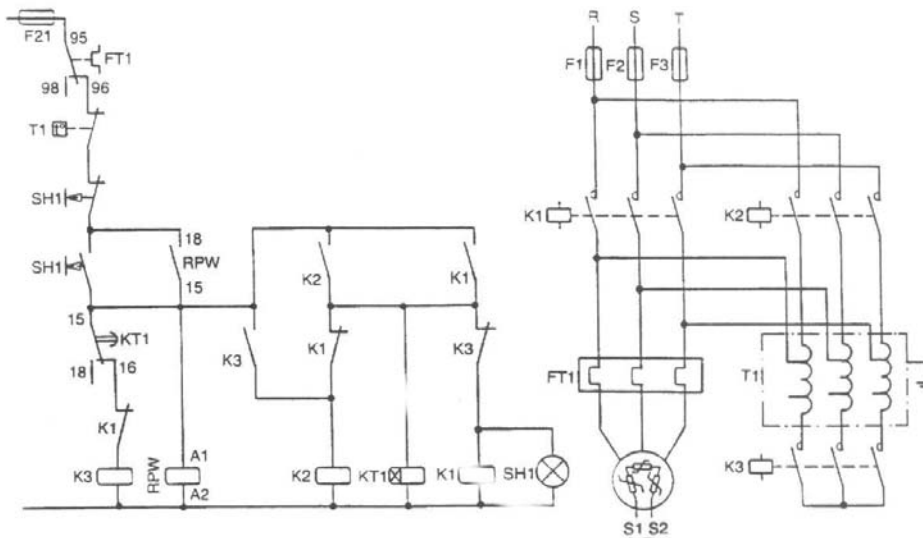 R S T
F21 95 FT1
98 96
F1 F2 F3
T1
SH1
K1 K2
18 RPW
15
SH1
K2 K1
15 KT1
18 16
K3 K1 K3
FT1 T1
K1
A1
K3 RPW K2 KT1 K1 SH1
A2
K3
S1 S2